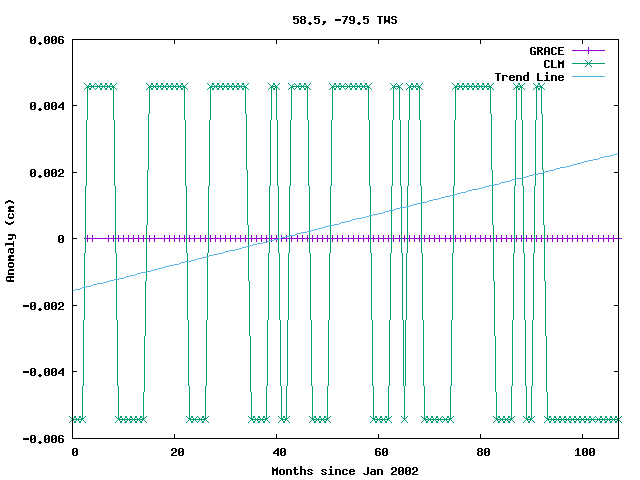 58.5, -79.5 TWS
0.006
0.004
0.002
0
-0.002
-0.004
-0.006
Anomaly (cm)
GRACE
CLM
Trend Line
0 20 40 60 80 100
Months since Jan 2002